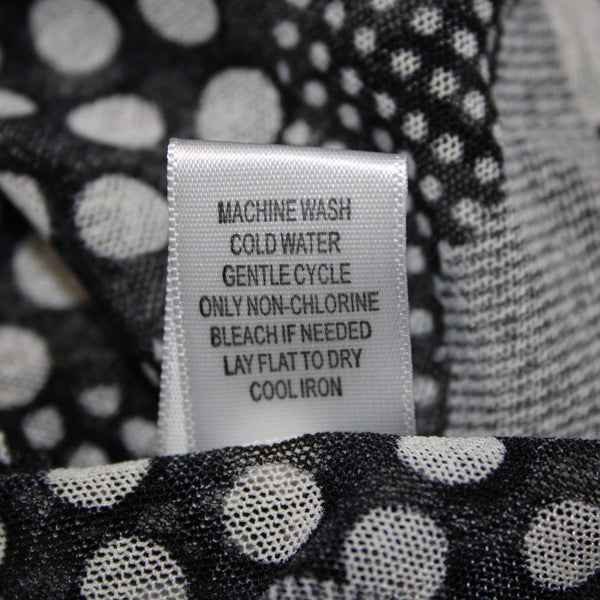 MACHINE WASH
COLD WATER
GENTLE CYCLE
ONLY NON-CHLORINE
BLEACH IF NEEDED
LAY FLAT TO DRY
COOL IRON